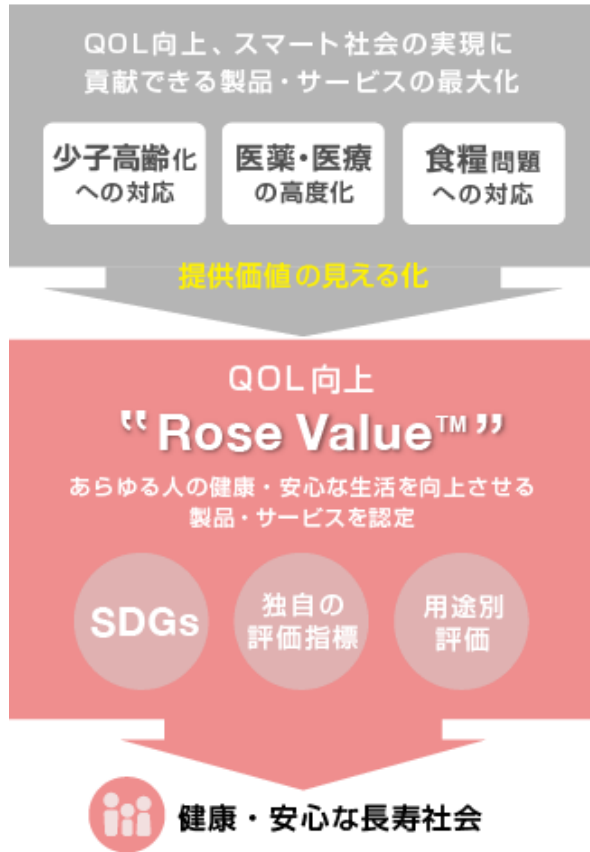 QOL向上、スマート社会の実現に
貢献できる製品・サービスの最大化
少子高齢化
への対応
医薬・医療
の高度化
食糧問題
への対応
提供価値の見える化
QOL向上
“Rose Value™”
あらゆる人の健康・安心な生活を向上させる
製品・サービスを認定
SDGs
独自の
評価指標
用途別
評価
健康・安心な長寿社会